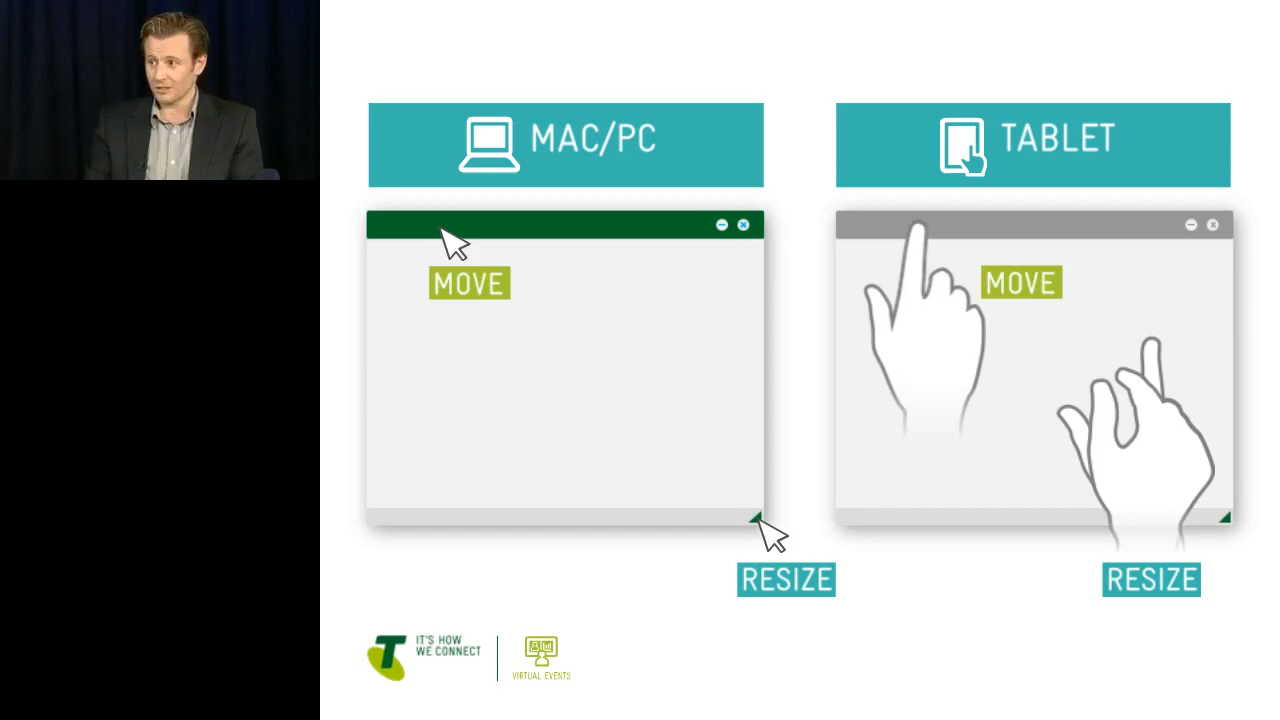 MAC/PC
TABLET
MOVE
MOVE
RESIZE
RESIZE
T IT'S HOW
WE CONNECT
VIRTUAL EVENTS